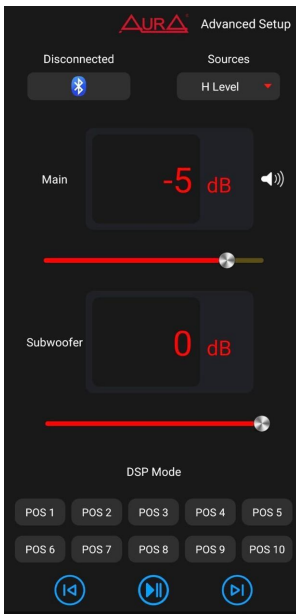 AURA Advanced Setup
Disconnected Sources
H Level
Main -5 dB
Subwoofer 0 dB
DSP Mode
POS 1 POS 2 POS 3 POS 4 POS 5
POS 6 POS 7 POS 8 POS 9 POS 10